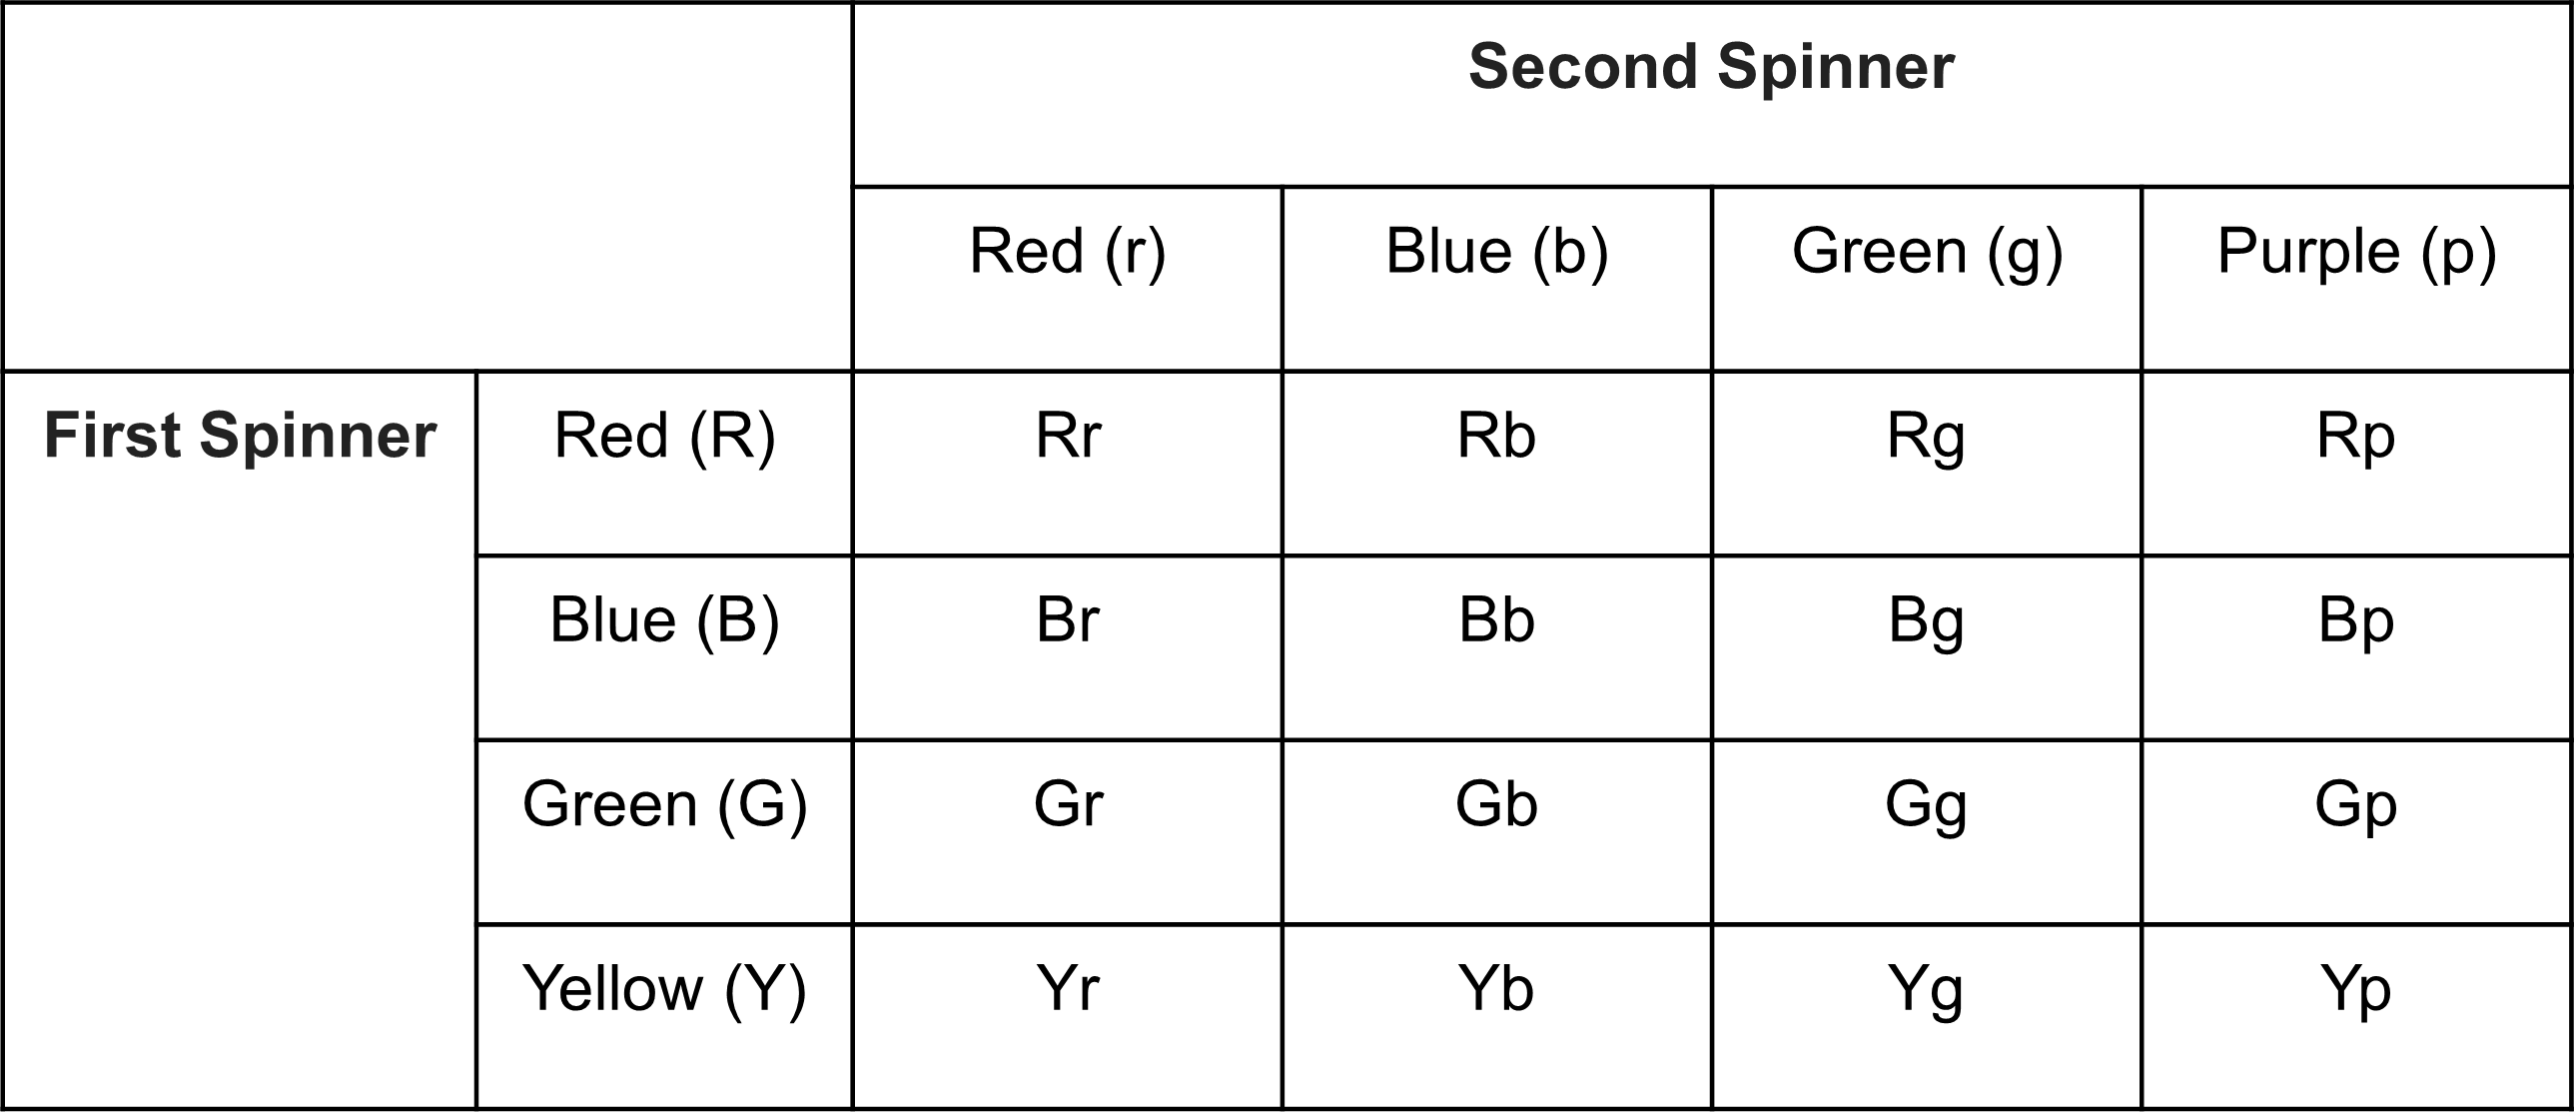 Second Spinner
Red (r) Blue (b) Green (g) Purple (p)
First Spinner Red (R) Rr Rb Rg Rp
Blue (B) Br Bb Bg Bp
Green (G) Gr Gb Gg Gp
Yellow (Y) Yr Yb Yg Yp